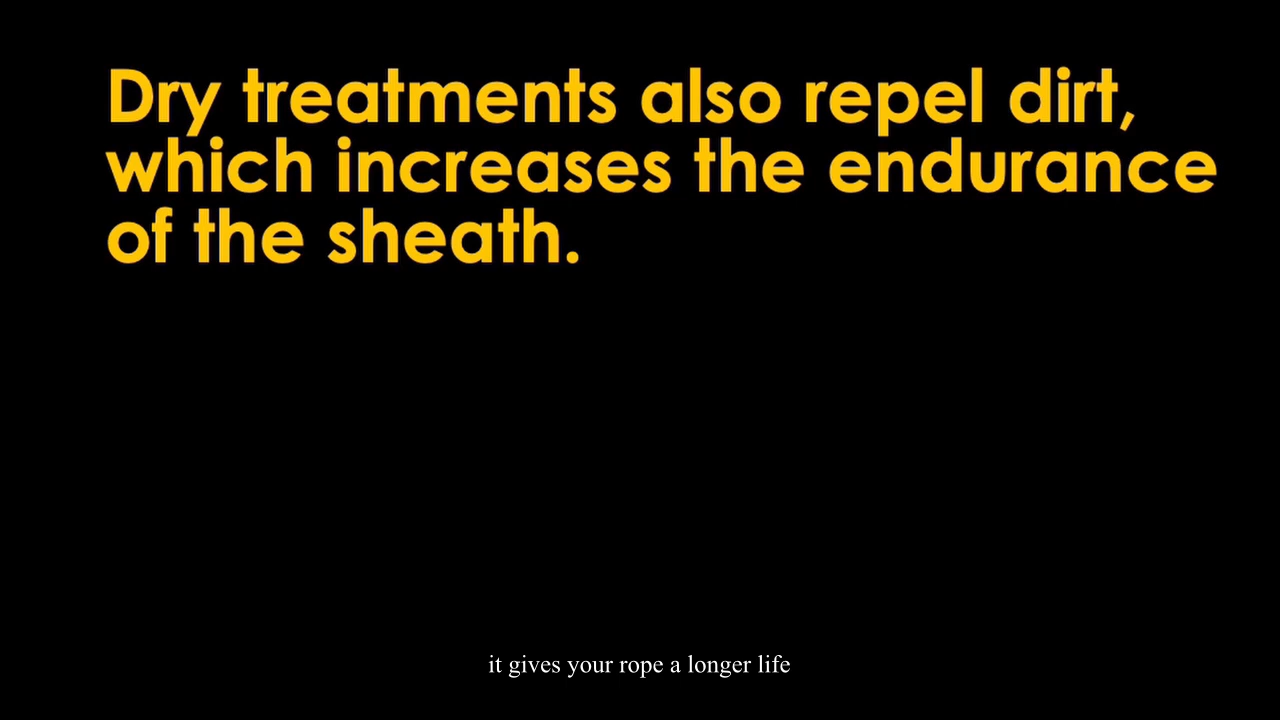 Dry treatments also repel dirt,
which increases the endurance
of the sheath.
it gives your rope a longer life